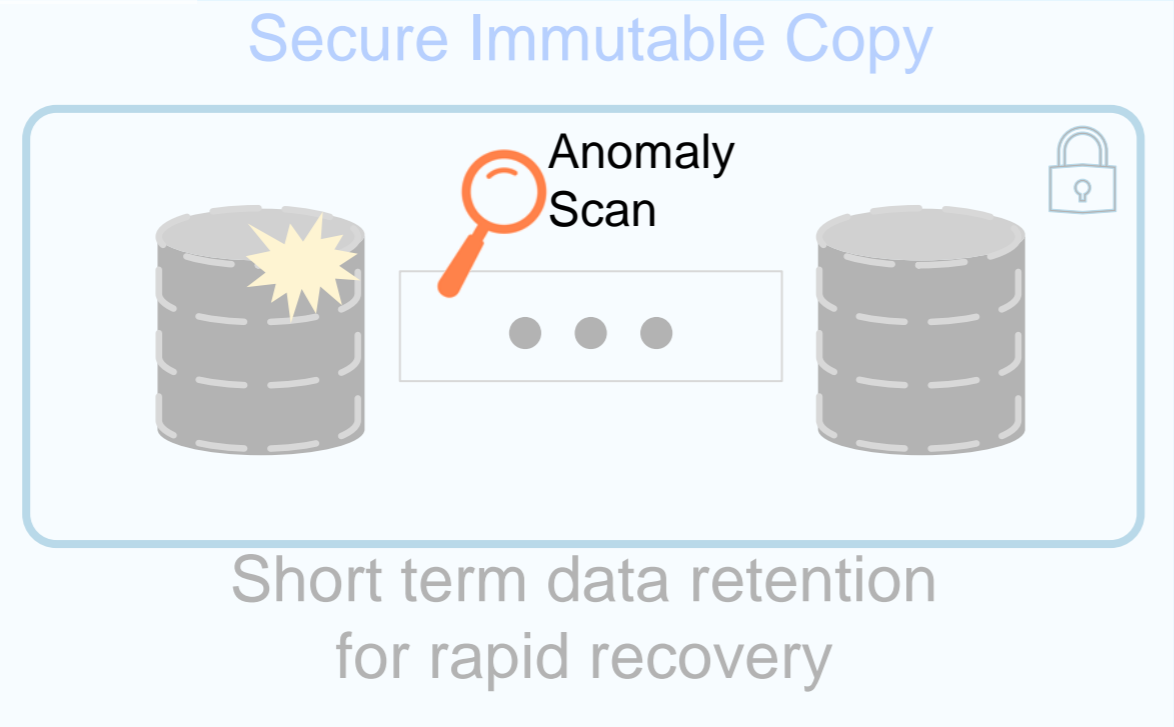 Secure Immutable Copy
Anomaly
Scan
Short term data retention
for rapid recovery